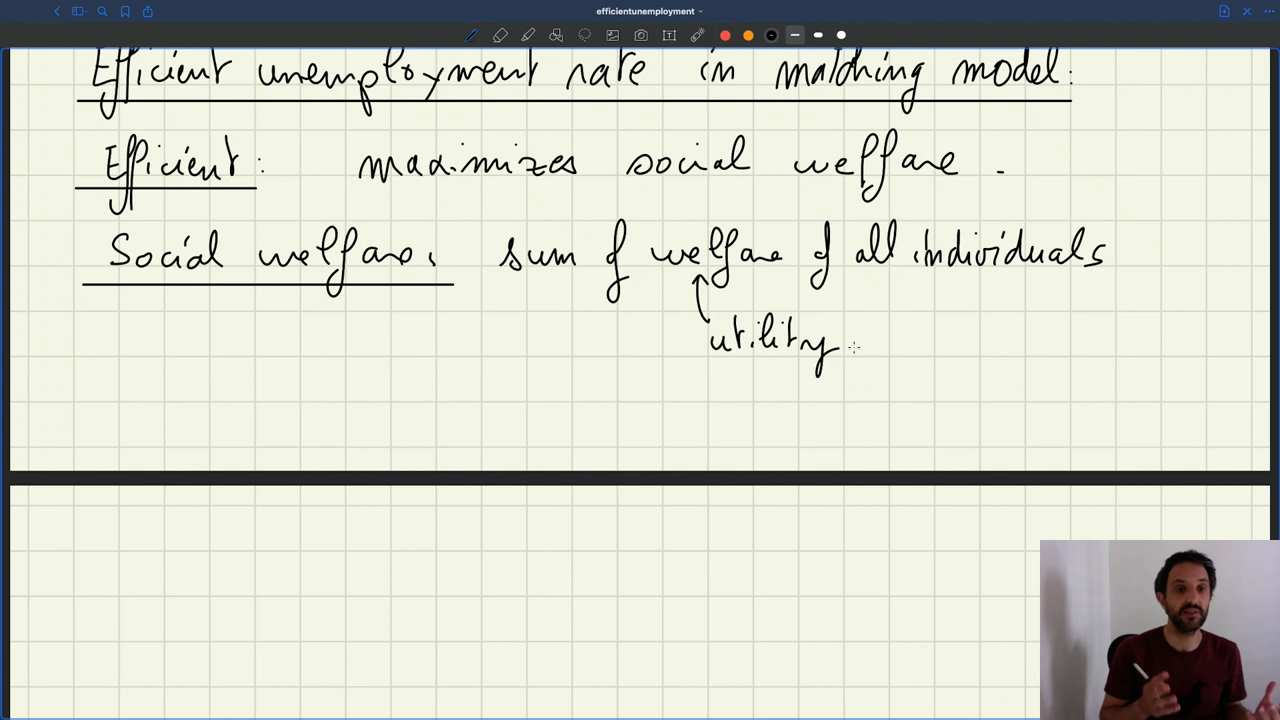 efficientunemployment
Efficient unemployment rate in matching model:
Efficient: maximizes social welfare.
Social welfare: sum of welfare of all individuals
utility